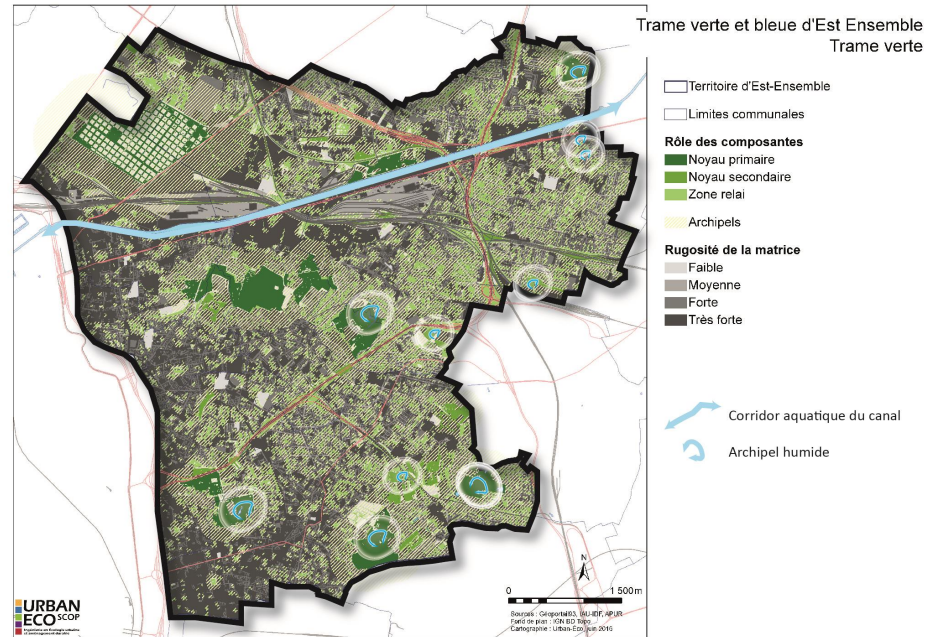 Trame verte et bleue d'Est Ensemble
Trame verte
Territoire d'Est-Ensemble
Limites communales
Rôle des composantes
Noyau primaire
Noyau secondaire
Zone relai
Archipels
Rugosité de la matrice
Faible
Moyenne
Forte
Très forte
Corridor aquatique du canal
Archipel humide
N
0 1 500 m
Sources : Géoportail93, IAU-IDF, APUR
Fond de plan : IGN BD Topo
Cartographie : Urban-Eco, juin 2016
URBAN
ECO SCOP